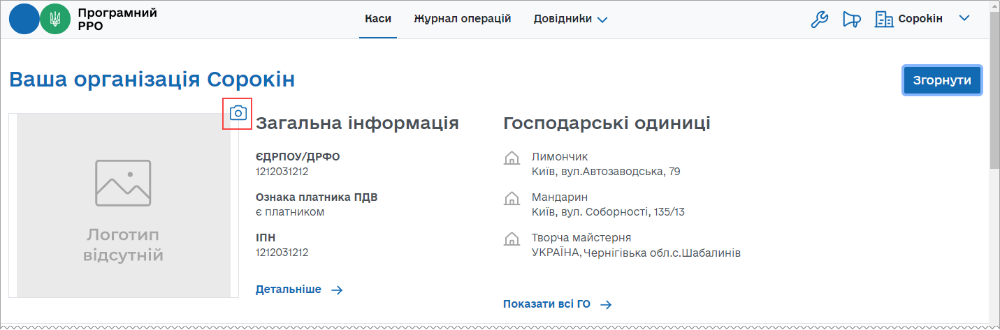 Програмний
РРО
Каси
Журнал операцій
Довідники
Сорокін
Ваша організація Сорокін
Згорнути
Логотип
відсутній
Загальна інформація
ЄДРПОУ/ДРФО
1212031212
Ознака платника ПДВ
є платником
ІПН
1212031212
Детальніше
Господарські одиниці
Лимончик
Київ, вул.Автозаводська, 79
Мандарин
Київ, вул. Соборності, 135/13
Творча майстерня
УКРАЇНА,Чернігівька обл.с.Шабалинів
Показати всі ГО